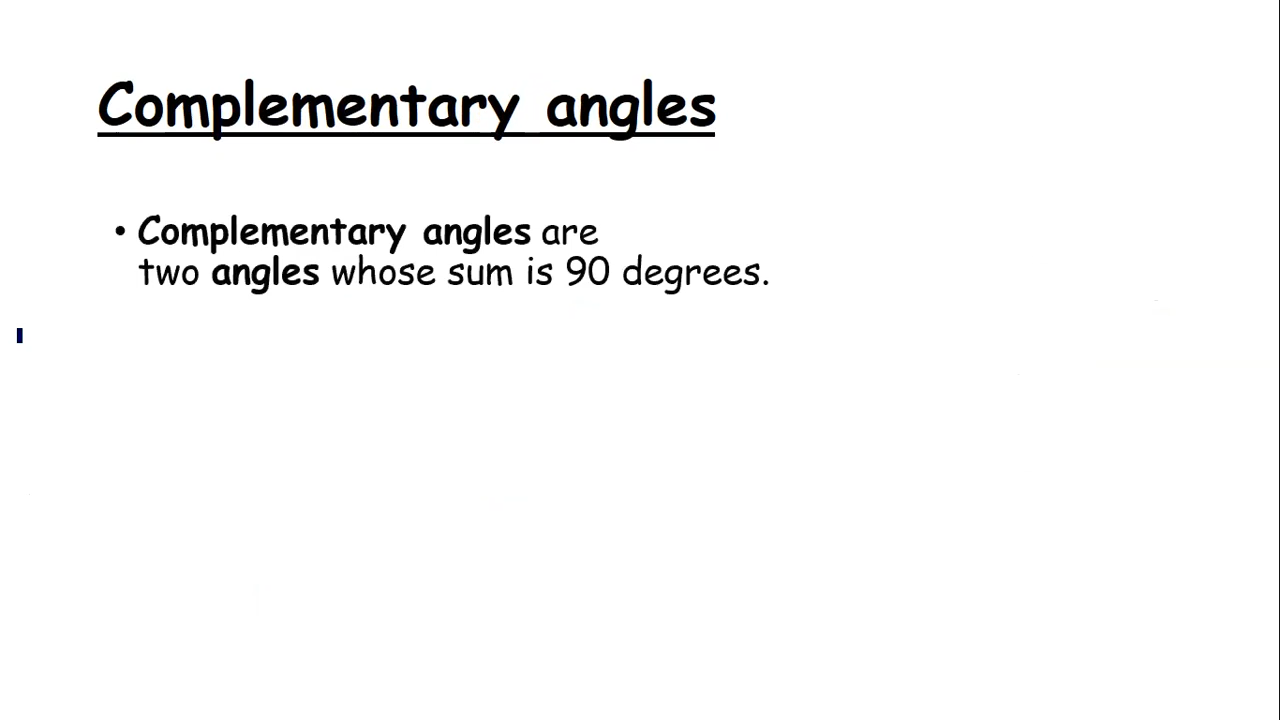 Complementary angles
• Complementary angles are
two angles whose sum is 90 degrees.